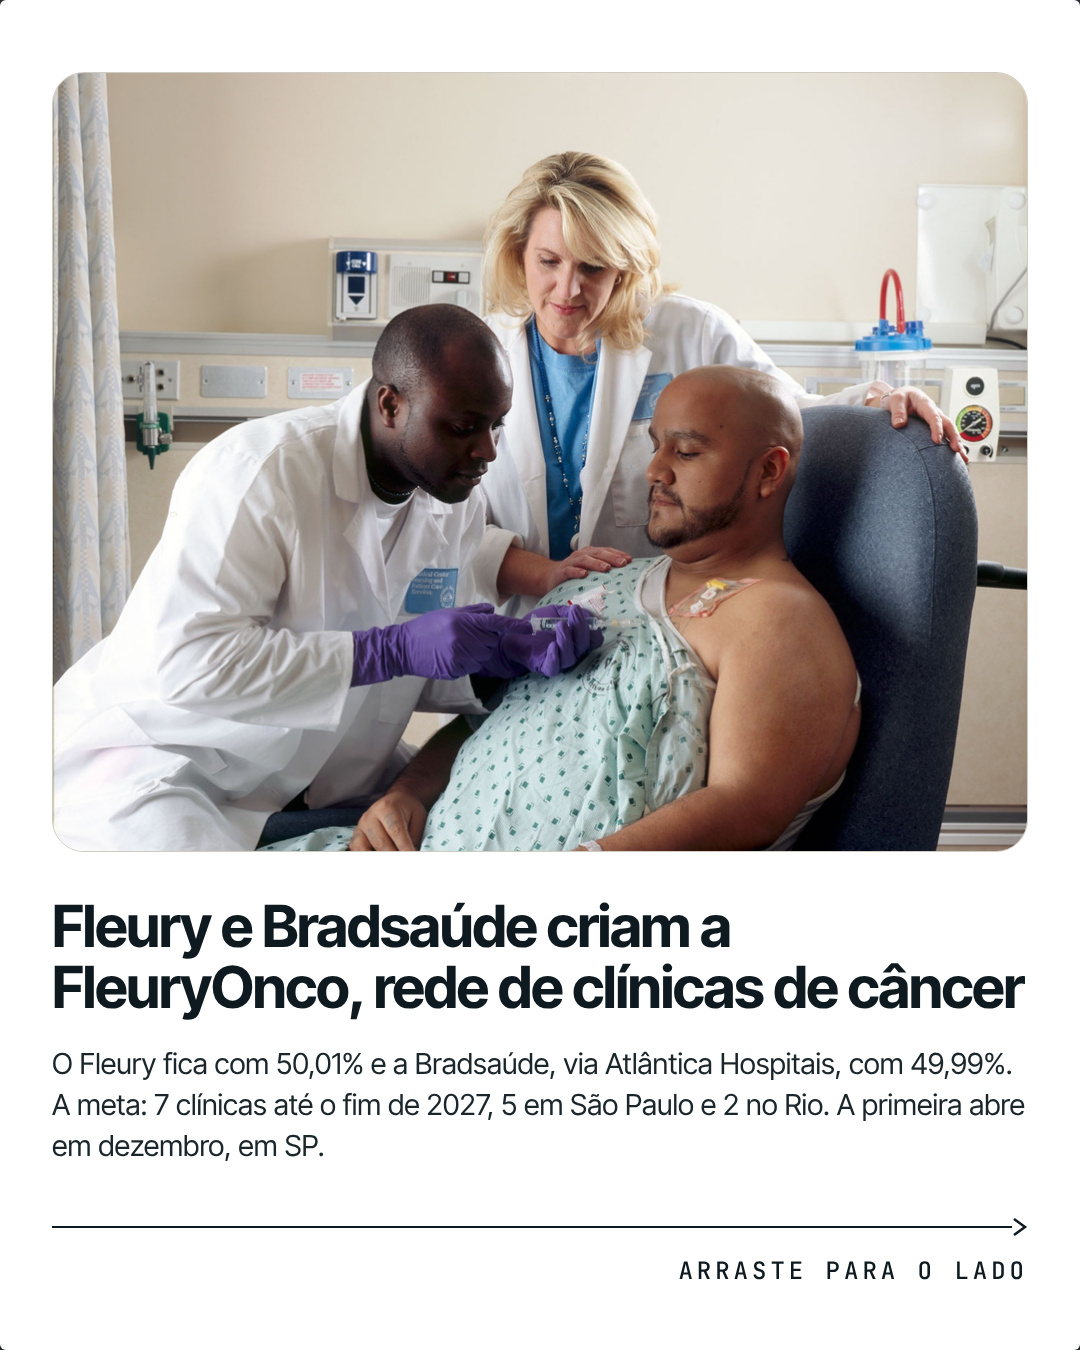 Fleury e Bradsaúde criam a
FleuryOnco, rede de clínicas de câncer
O Fleury fica com 50,01% e a Bradsaúde, via Atlântica Hospitais, com 49,99%.
A meta: 7 clínicas até o fim de 2027, 5 em São Paulo e 2 no Rio. A primeira abre
em dezembro, em SP.
ARRASTE PARA O LADO